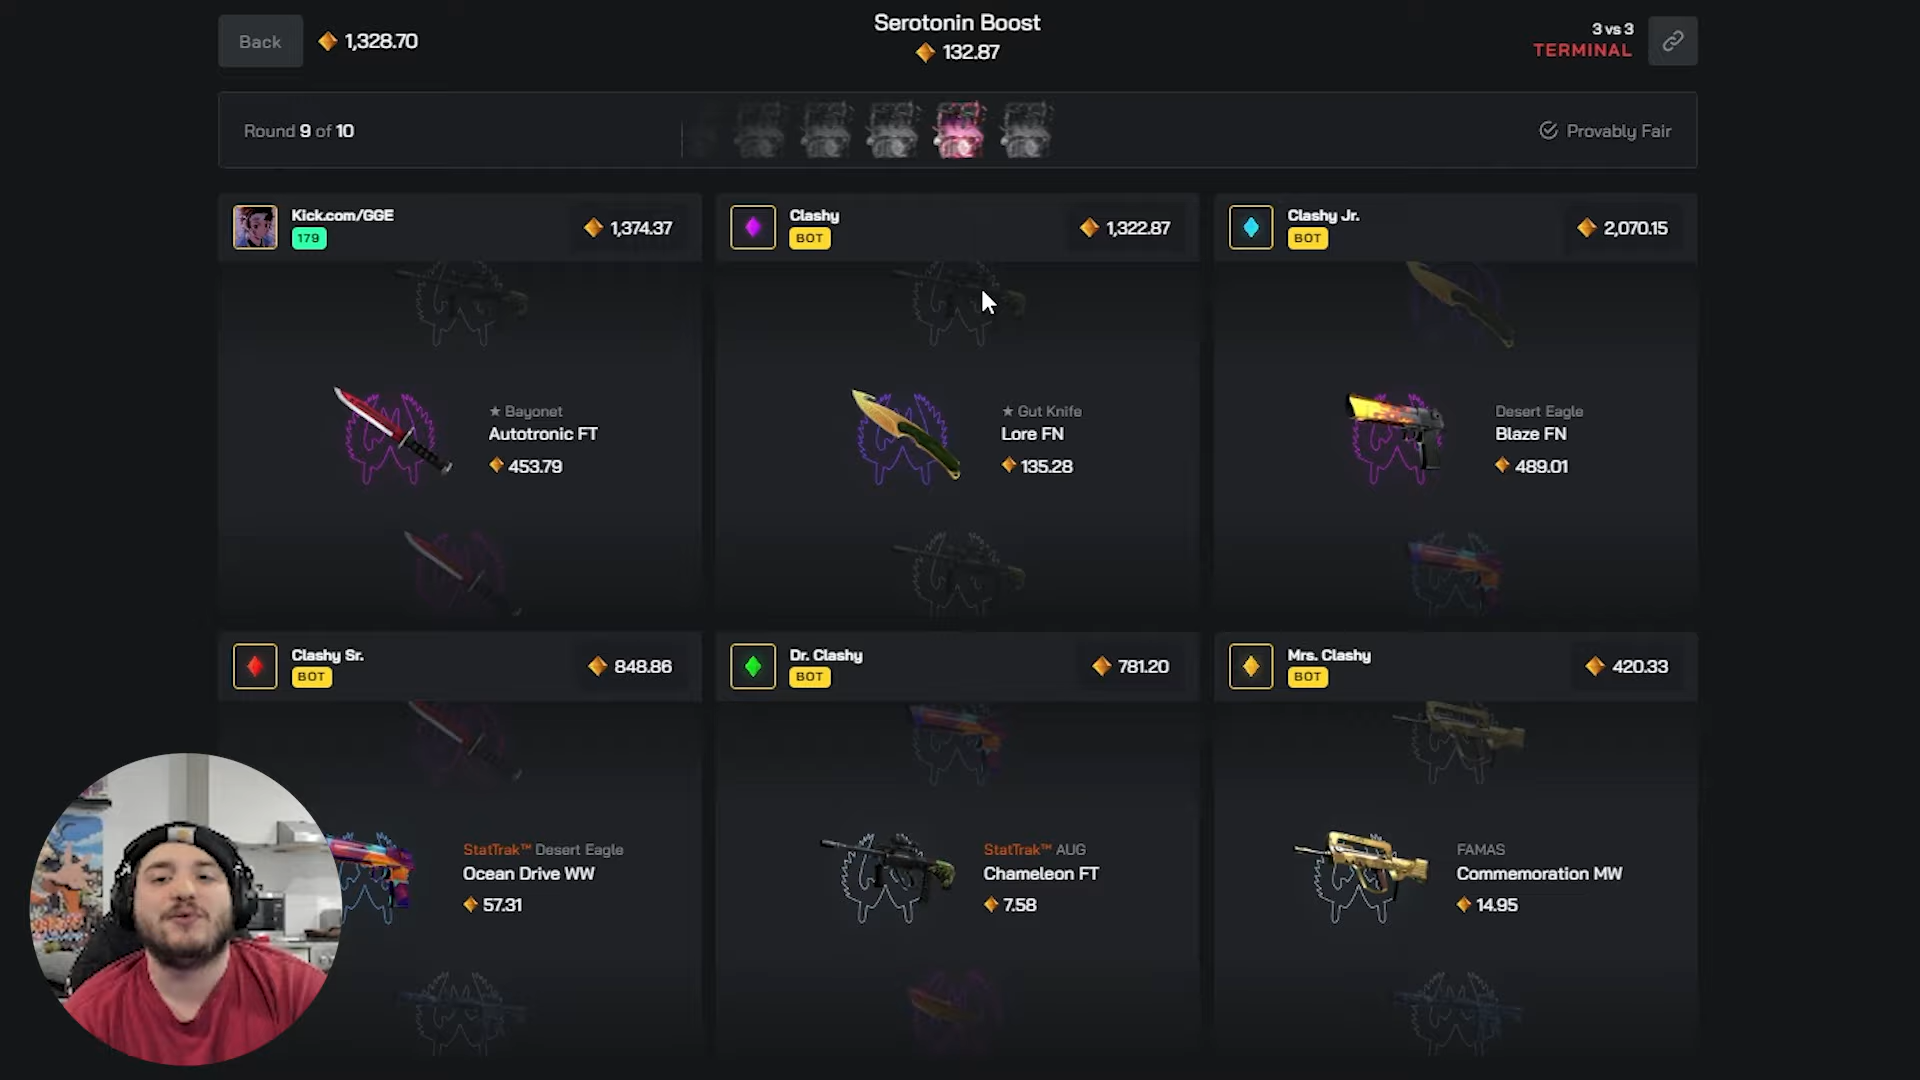 Back
1,328.70
Serotonin Boost
132.87
3 vs 3
TERMINAL
Round 9 of 10
Provably Fair
Kick.com/GGE
179
1,374.37
Clashy
BOT
1,322.87
Clashy Jr.
BOT
2,070.15
★ Bayonet
Autotronic FT
453.79
★ Gut Knife
Lore FN
135.28
Desert Eagle
Blaze FN
489.01
Clashy Sr.
BOT
848.86
Dr. Clashy
BOT
781.20
Mrs. Clashy
BOT
420.33
StatTrak™ Desert Eagle
Ocean Drive WW
57.31
StatTrak™ AUG
Chameleon FT
7.58
FAMAS
Commemoration MW
14.95